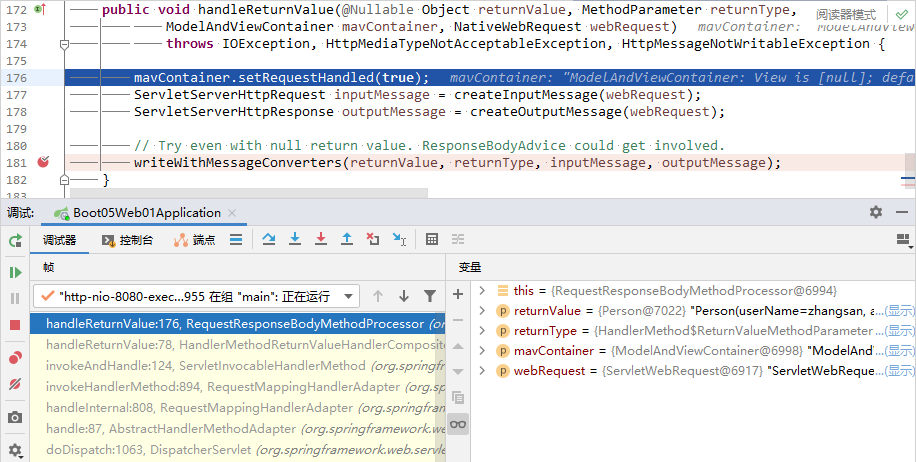 172 public void handleReturnValue(@Nullable Object returnValue, MethodParameter returnType,
173 ModelAndViewContainer mavContainer, NativeWebRequest webRequest) mavContainer:
阅读器模式
174 throws IOException, HttpMediaTypeNotAcceptableException, HttpMessageNotWritableException {
175
176 mavContainer.setRequestHandled(true); mavContainer: "ModelAndViewContainer: View is [null]; defa
177 ServletServerHttpRequest inputMessage = createInputMessage(webRequest);
178 ServletServerHttpResponse outputMessage = createOutputMessage(webRequest);
179
180 // Try even with null return value. ResponseBodyAdvice could get involved.
181 writeWithMessageConverters(returnValue, returnType, inputMessage, outputMessage);
182 }
183
调试: Boot05Web01Application ×
调试器 控制台 端点
帧
"http-nio-8080-exec...955 在组 "main": 正在运行
handleReturnValue:176, RequestResponseBodyMethodProcessor (or
handleReturnValue:78, HandlerMethodReturnValueHandlerComposite
invokeAndHandle:124, ServletInvocableHandlerMethod (org.springfr
invokeHandlerMethod:894, RequestMappingHandlerAdapter (org.s
handleInternal:808, RequestMappingHandlerAdapter (org.springfr
handle:87, AbstractHandlerMethodAdapter (org.springframework.
doDispatch:1063, DispatcherServlet (org.springframework.web.serv
变量
this = {RequestResponseBodyMethodProcessor@6994}
returnValue = {Person@7022} "Person(userName=zhangsan, a...(显示)
returnType = {HandlerMethod$ReturnValueMethodParameter...(显示)
mavContainer = {ModelAndViewContainer@6998} "ModelAnd\...(显示)
webRequest = {ServletWebRequest@6917} "ServletWebReque...(显示)